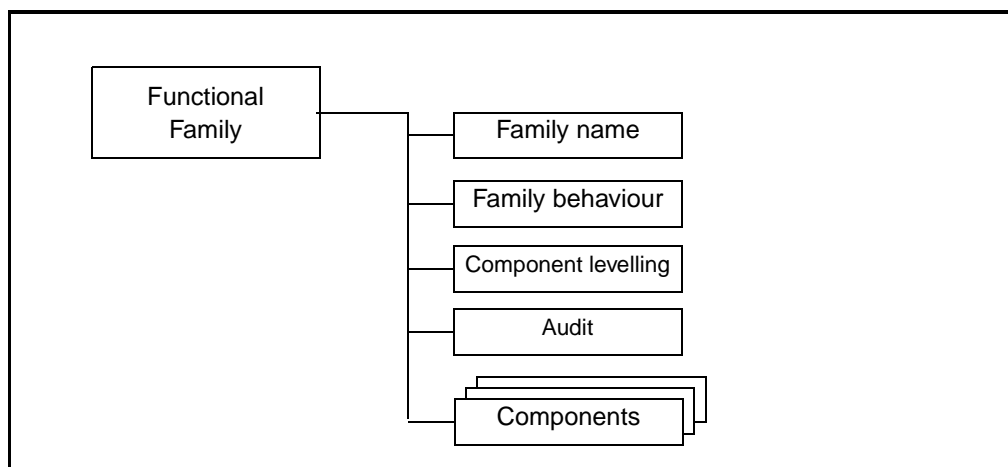 Functional
Family
Family name
Family behaviour
Component levelling
Audit
Components